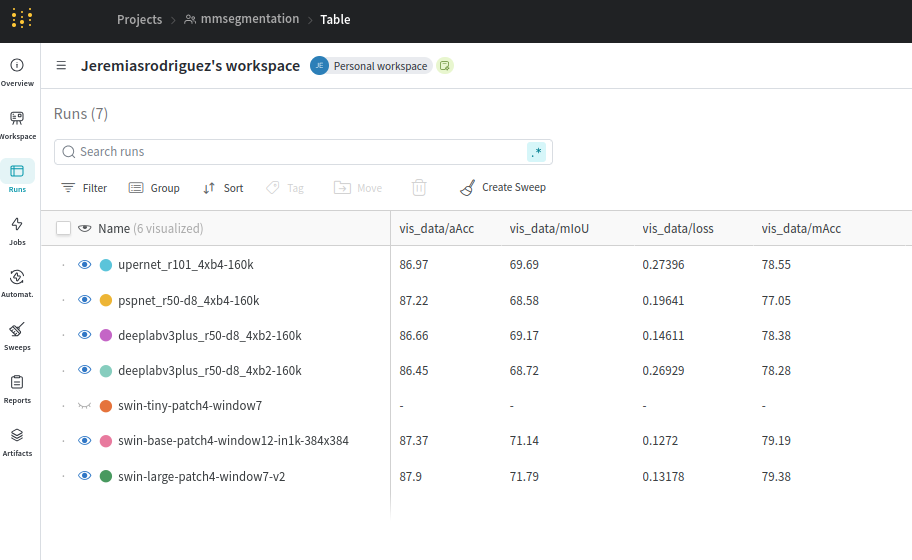 Projects > mmsegmentation > Table
Jeremiasrodriguez's workspace JE Personal workspace
Runs (7)
Search runs .*
Filter Group Sort Tag Move Create Sweep
Overview
Workspace
Runs
Jobs
Automat.
Sweeps
Reports
Artifacts
Name (6 visualized) vis_data/aAcc vis_data/mIoU vis_data/loss vis_data/mAcc
upernet_r101_4xb4-160k 86.97 69.69 0.27396 78.55
pspnet_r50-d8_4xb4-160k 87.22 68.58 0.19641 77.05
deeplabv3plus_r50-d8_4xb2-160k 86.66 69.17 0.14611 78.38
deeplabv3plus_r50-d8_4xb2-160k 86.45 68.72 0.26929 78.28
swin-tiny-patch4-window7 - - - -
swin-base-patch4-window12-in1k-384x384 87.37 71.14 0.1272 79.19
swin-large-patch4-window7-v2 87.9 71.79 0.13178 79.38